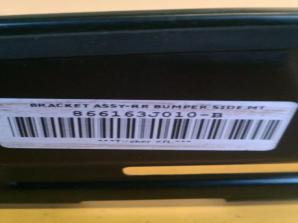 BRACKET ASSY-RR BUMPER SIDE MT
866163J010-B